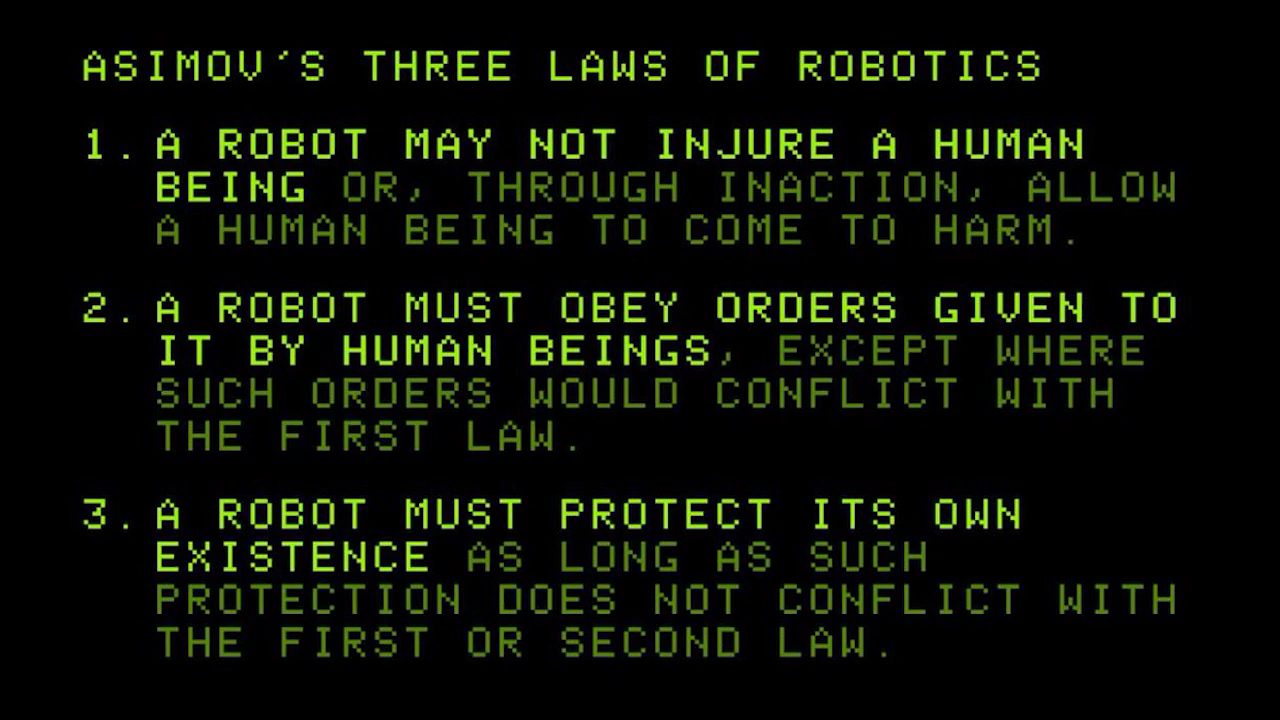 ASIMOV´S THREE LAWS OF ROBOTICS
1. A ROBOT MAY NOT INJURE A HUMAN
BEING OR, THROUGH INACTION, ALLOW
A HUMAN BEING TO COME TO HARM.
2. A ROBOT MUST OBEY ORDERS GIVEN TO
IT BY HUMAN BEINGS, EXCEPT WHERE
SUCH ORDERS WOULD CONFLICT WITH
THE FIRST LAW.
3. A ROBOT MUST PROTECT ITS OWN
EXISTENCE AS LONG AS SUCH
PROTECTION DOES NOT CONFLICT WITH
THE FIRST OR SECOND LAW.